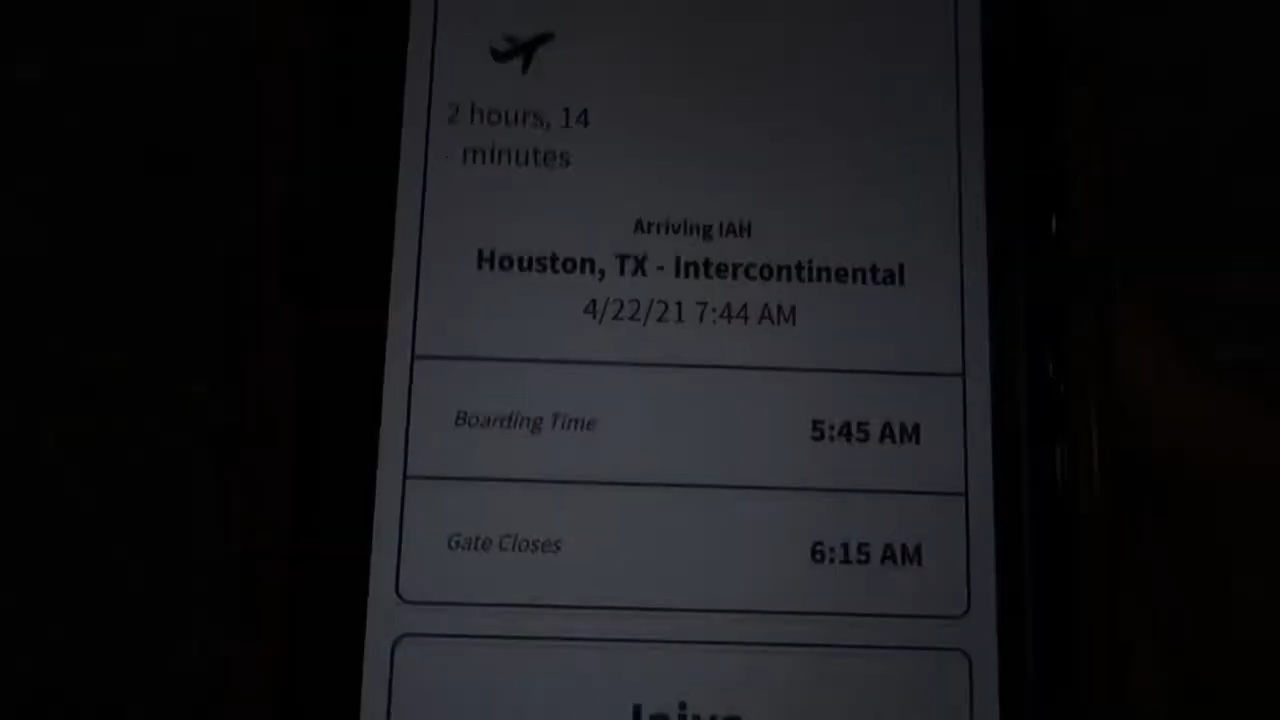 2 hours, 14
minutes
Arriving IAH
Houston, TX - Intercontinental
4/22/21 7:44 AM
Boarding Time
5:45 AM
Gate Closes
6:15 AM